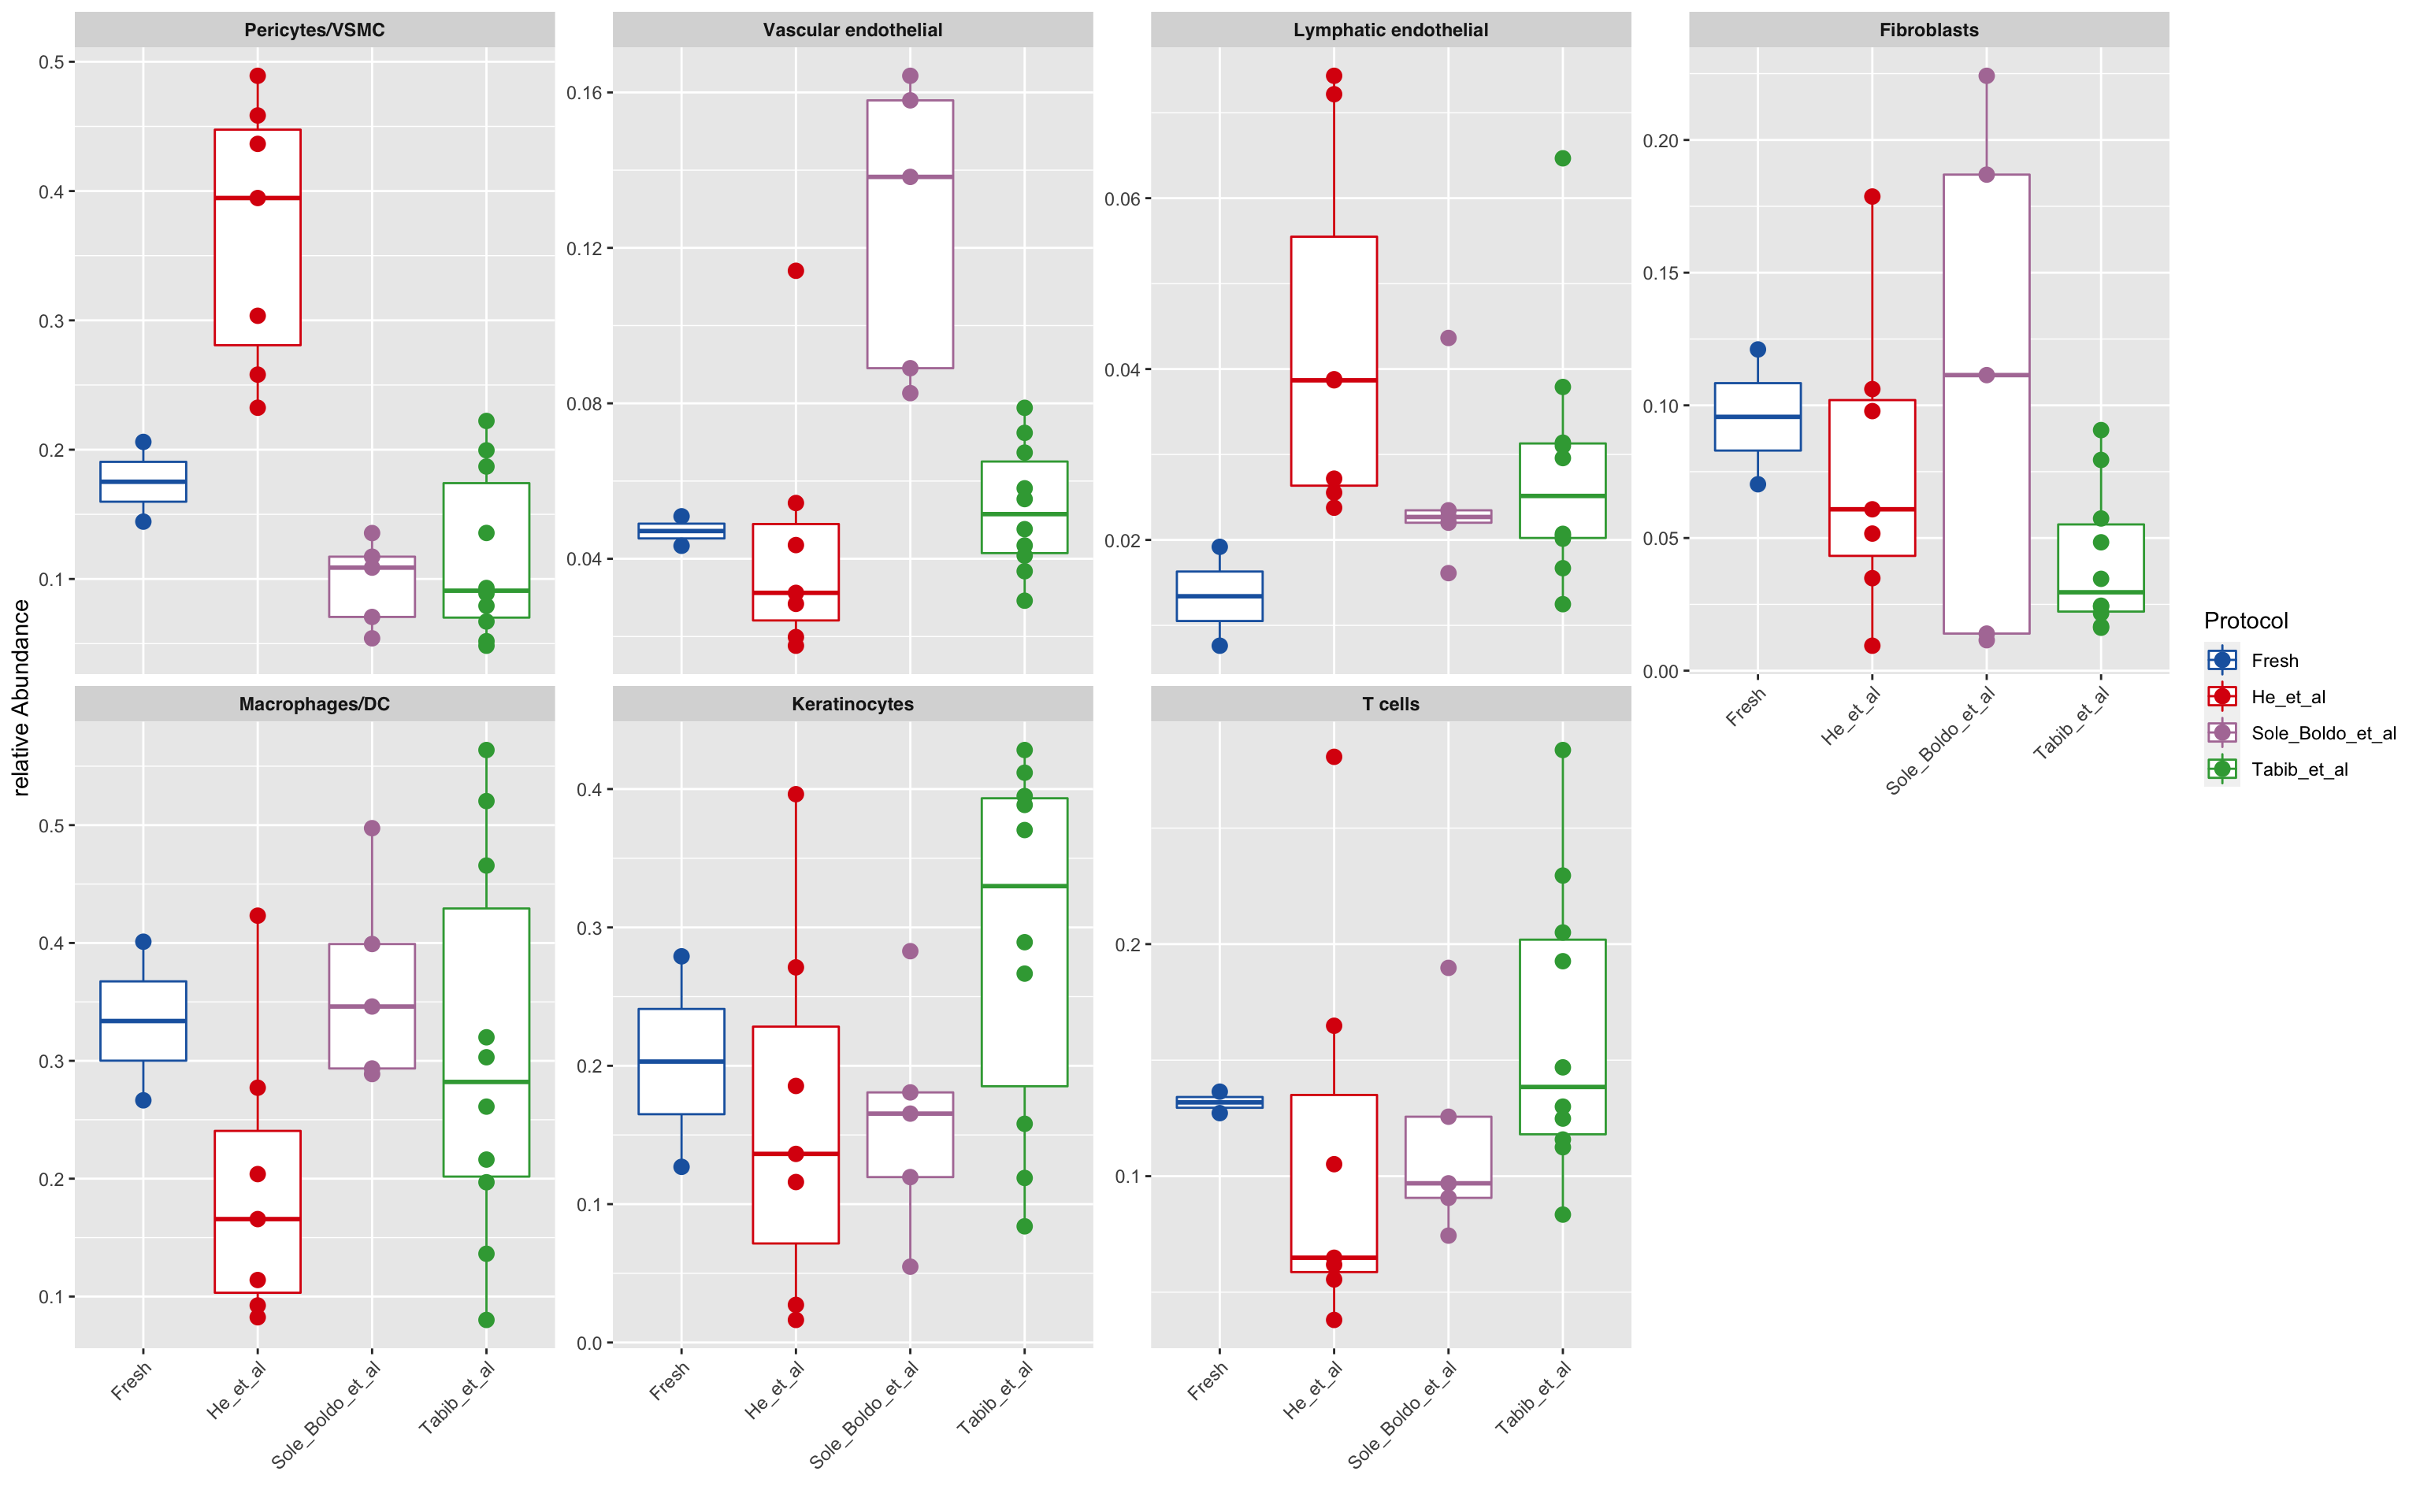 Pericytes/VSMC
Vascular endothelial
Lymphatic endothelial
Fibroblasts
0.5
0.4
0.3
0.2
0.1
0.16
0.12
0.08
0.04
0.06
0.04
0.02
0.20
0.15
0.10
0.05
0.00
Fresh
He_et_al
Sole_Boldo_et_al
Tabib_et_al
relative Abundance
Protocol
Fresh
He_et_al
Sole_Boldo_et_al
Tabib_et_al
Macrophages/DC
Keratinocytes
T cells
0.5
0.4
0.3
0.2
0.1
0.4
0.3
0.2
0.1
0.0
0.2
0.1
Fresh
He_et_al
Sole_Boldo_et_al
Tabib_et_al
Fresh
He_et_al
Sole_Boldo_et_al
Tabib_et_al
Fresh
He_et_al
Sole_Boldo_et_al
Tabib_et_al